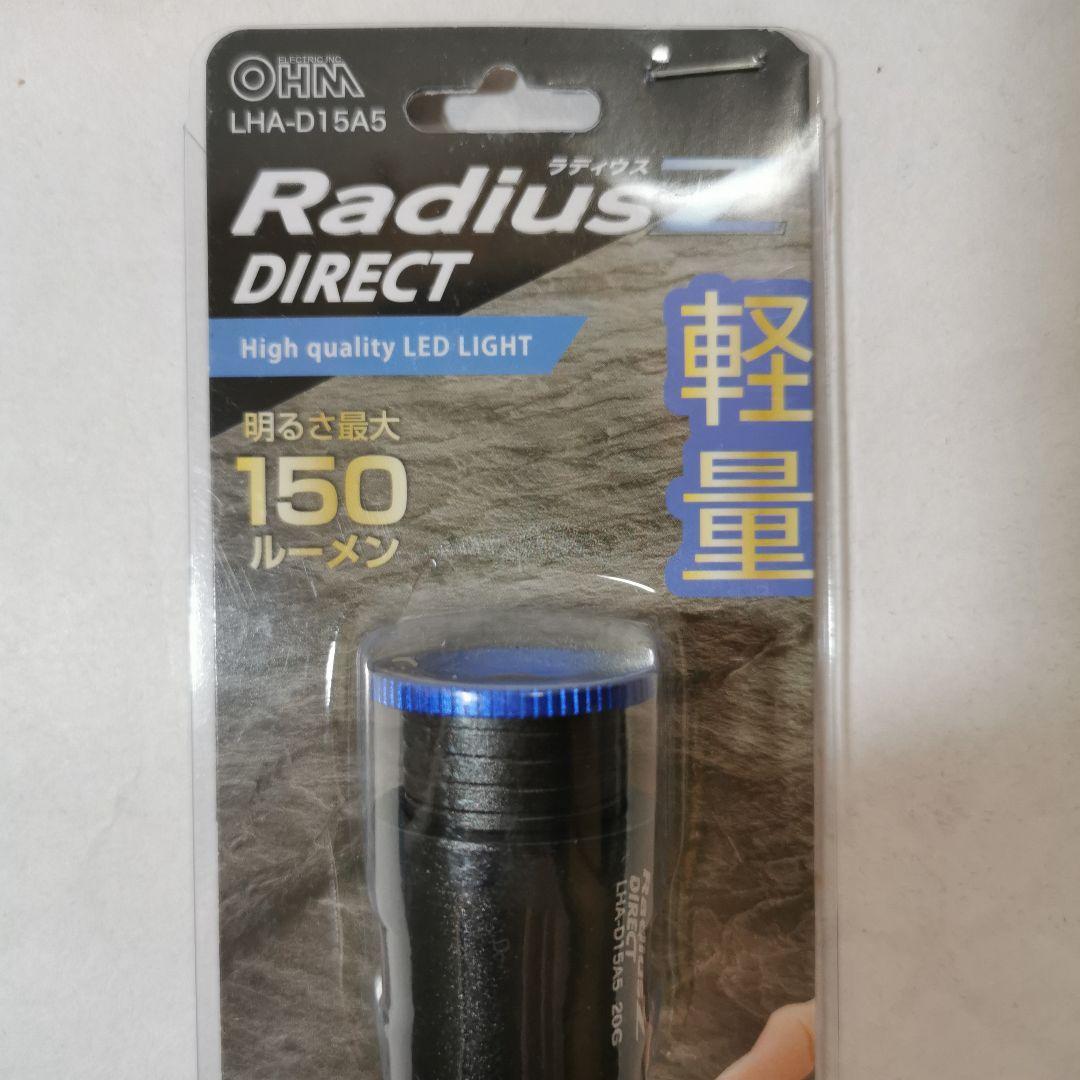 ELECTRIC INC.
OHM
LHA-D15A5
ラディウス
RadiusZ
DIRECT
High quality LED LIGHT
軽量
明るさ最大
150
ルーメン
RadiusZ
DIRECT
LHA-D15A5 20G